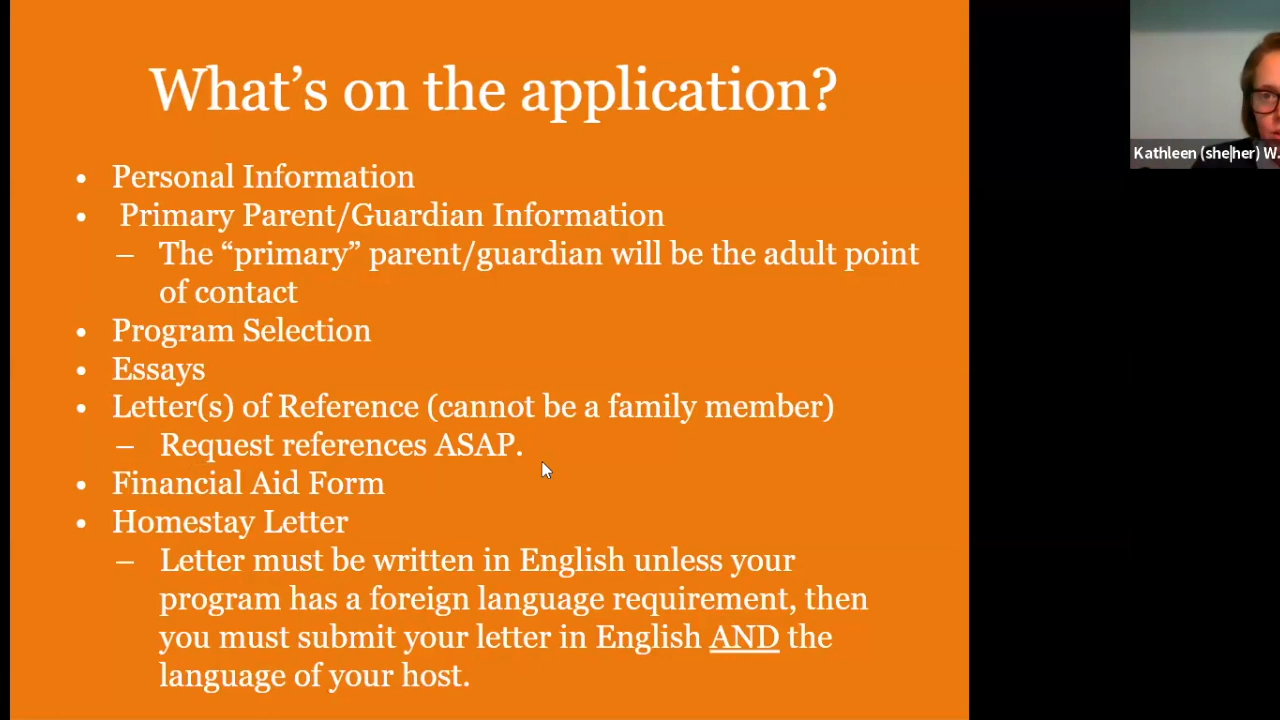 What’s on the application?
• Personal Information
• Primary Parent/Guardian Information
– The “primary” parent/guardian will be the adult point
of contact
• Program Selection
• Essays
• Letter(s) of Reference (cannot be a family member)
– Request references ASAP.
• Financial Aid Form
• Homestay Letter
– Letter must be written in English unless your
program has a foreign language requirement, then
you must submit your letter in English AND the
language of your host.
Kathleen (she|her) W.